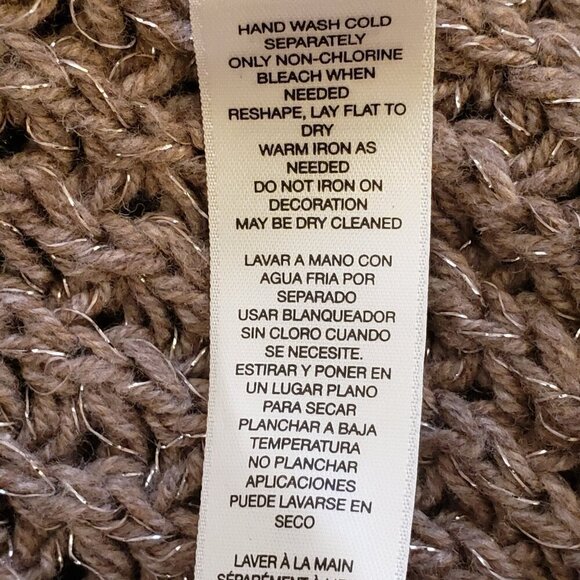 HAND WASH COLD
SEPARATELY
ONLY NON-CHLORINE
BLEACH WHEN
NEEDED
RESHAPE, LAY FLAT TO
DRY
WARM IRON AS
NEEDED
DO NOT IRON ON
DECORATION
MAY BE DRY CLEANED
LAVAR A MANO CON
AGUA FRIA POR
SEPARADO
USAR BLANQUEADOR
SIN CLORO CUANDO
SE NECESITE.
ESTIRAR Y PONER EN
UN LUGAR PLANO
PARA SECAR
PLANCHAR A BAJA
TEMPERATURA
NO PLANCHAR
APLICACIONES
PUEDE LAVARSE EN
SECO
LAVER À LA MAIN
SÉPARÉMENT À